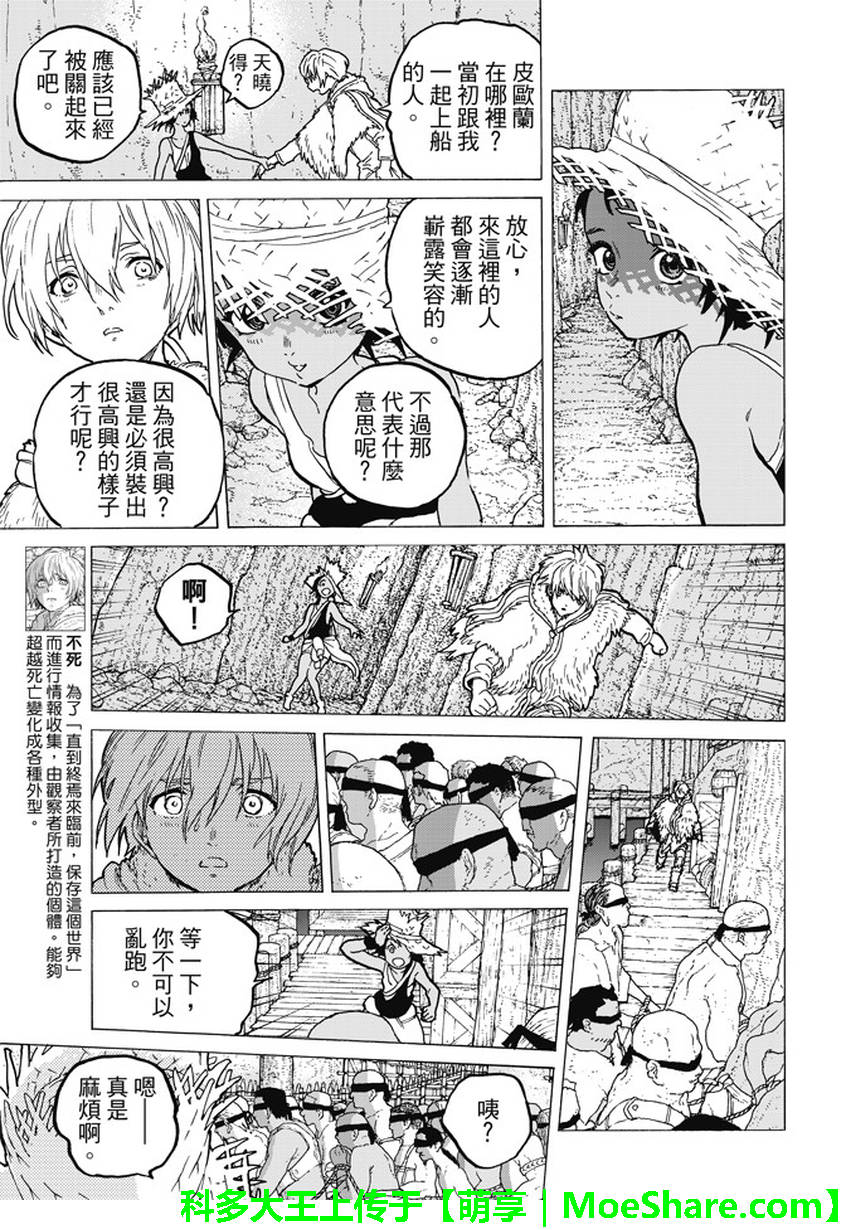 皮歐蘭
在哪裡？
當初跟我
一起上船
的人。
天曉
得？
應該已經
被關起來
了吧。
放心，
來這裡的人
都會逐漸
嶄露笑容的。
不過那
代表什麼
意思呢？
因為很高興？
還是必須裝出
很高興的樣子
才行呢？
啊！
不死　為了「直到終焉來臨前，保存這個世界」
而進行情報收集，由觀察者所打造的個體。能夠
超越死亡變化成各種外型。
等一下，
你不可以
亂跑。
咦？
嗯——
真是
麻煩啊。
科多大王上传于【萌享｜MoeShare.com】